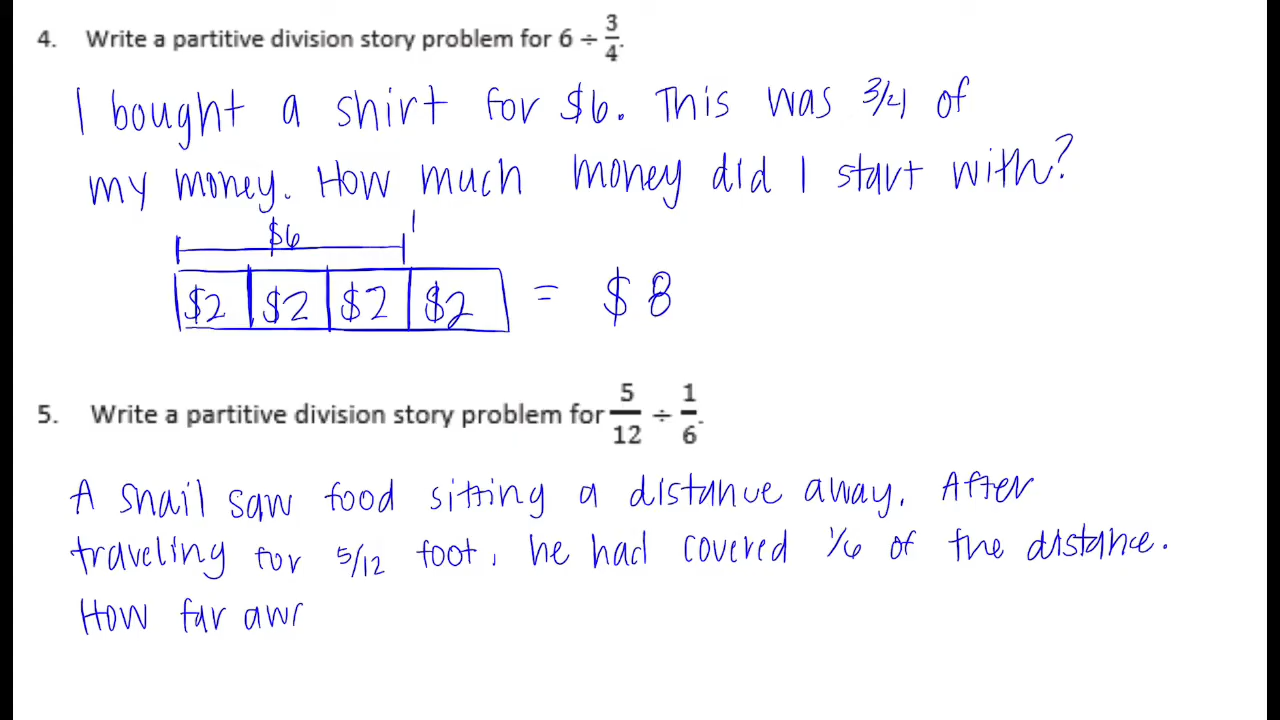 4. Write a partitive division story problem for 6 ÷ 3/4.
I bought a shirt for $6. This was 3/4 of
my money. How much money did I start with?
$6
$2 $2 $2 $2 = $8
5. Write a partitive division story problem for 5/12 ÷ 1/6.
A snail saw food sitting a distance away. After
traveling for 5/12 foot, he had covered 1/6 of the distance.
How far awa